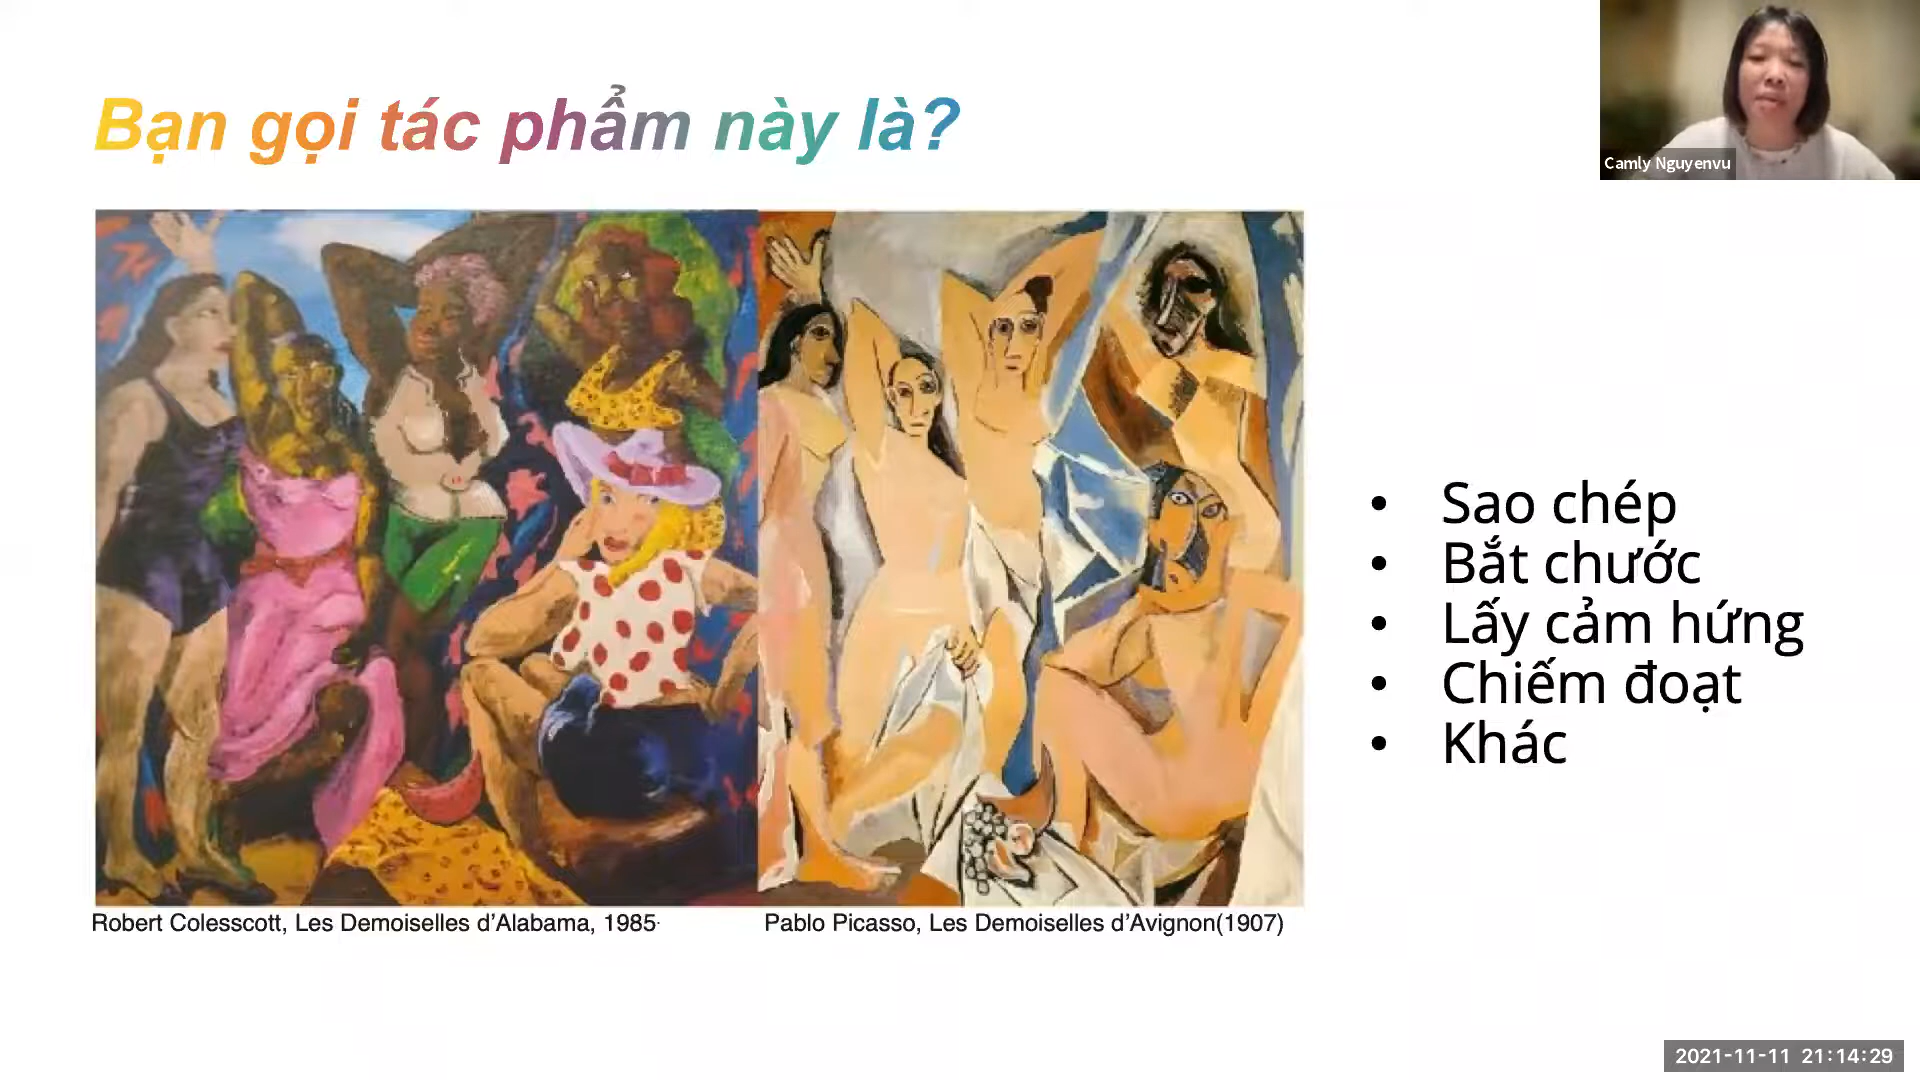 Bạn gọi tác phẩm này là?
Camly Nguyenvu
• Sao chép
• Bắt chước
• Lấy cảm hứng
• Chiếm đoạt
• Khác
Robert Colesscott, Les Demoiselles d’Alabama, 1985
Pablo Picasso, Les Demoiselles d’Avignon(1907)
2021-11-11 21:14:29